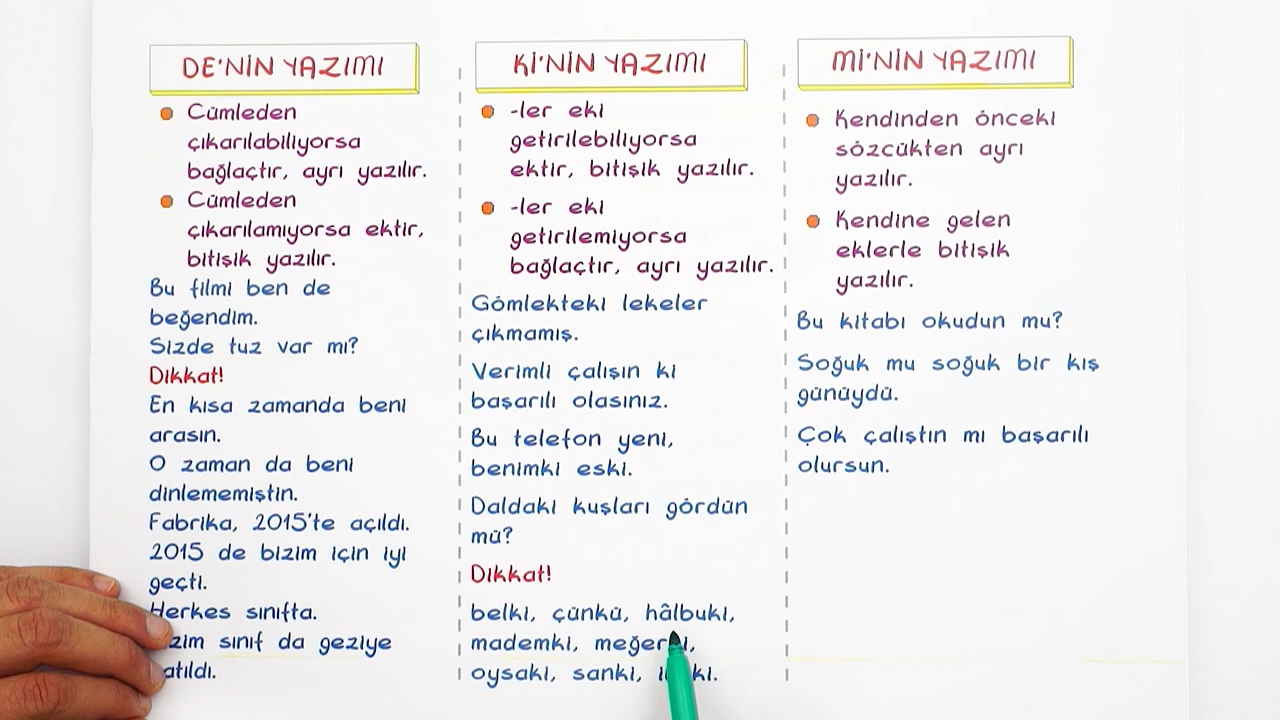 DE'NİN YAZIMI
Cümleden
çıkarılabiliyorsa
bağlaçtır, ayrı yazılır.
Cümleden
çıkarılamıyorsa ektir,
bitişik yazılır.
Bu filmi ben de
beğendim.
Sizde tuz var mı?
Dikkat!
En kısa zamanda beni
arasın.
O zaman da beni
dinlememiştin.
Fabrika, 2015'te açıldı.
2015 de bizim için iyi
geçti.
Herkes sınıfta.
sınıf da geziye
Kİ'NİN YAZIMI
-ler eki
getirilebiliyorsa
ektir, bitişik yazılır.
-ler eki
getirilemiyorsa
bağlaçtır, ayrı yazılır.
Gömlekteki lekeler
çıkmamış.
Verimli çalışın ki
başarılı olasınız.
Bu telefon yeni,
benimki eski.
Daldaki kuşları gördün
mü?
Dikkat!
belki, çünkü, hâlbuki,
mademki,
oysaki, sanki,
Mİ'NİN YAZIMI
Kendinden önceki
sözcükten ayrı
yazılır.
Kendine gelen
eklerle bitişik
yazılır.
Bu kitabı okudun mu?
Soğuk mu soğuk bir kış
günüydü.
Çok çalıştın mı başarılı
olursun.